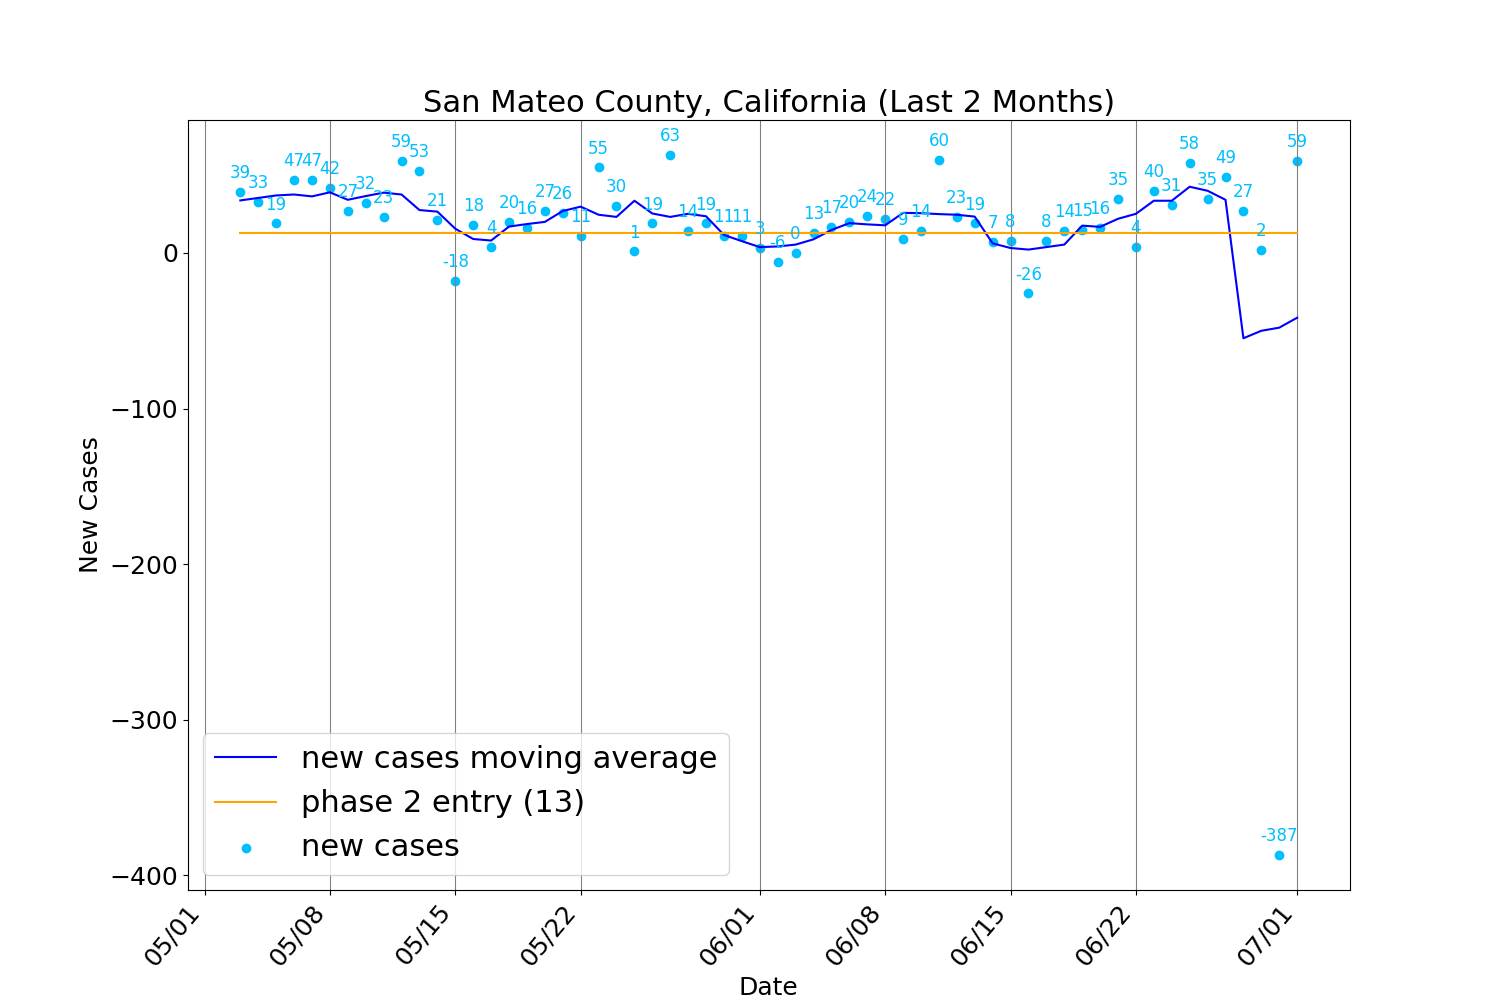 San Mateo County, California (Last 2 Months)
39 33 19 47 47 42 27 32 23 59 53 21 -18 18 4 20 16 27 26 11 55 30 1 19 63 14 19 11 11 3 -6 0 13 17 20 24 22 9 14 60 23 19 7 8 -26 8 14 15 16 35 4 40 31 58 35 49 27 2 -387 59
0
−100
−200
−300
−400
New Cases
new cases moving average
phase 2 entry (13)
new cases
05/01 05/08 05/15 05/22 06/01 06/08 06/15 06/22 07/01
Date